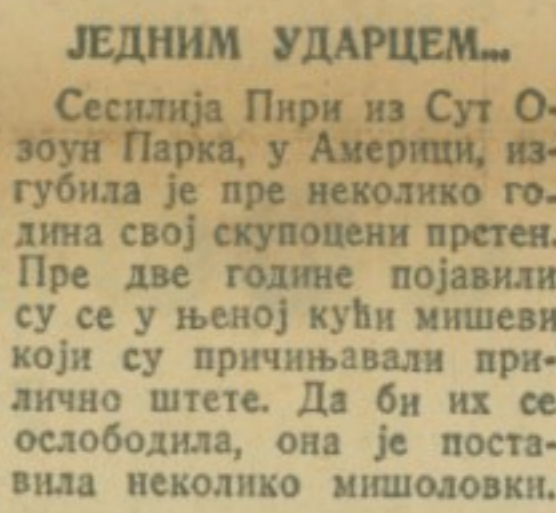 ЈЕДНИМ УДАРЦЕМ...
Сесилија Пири из Сут О-
зоун Парка, у Америци, из-
губила је пре неколико го-
дина свој скупоцени прстен.
Пре две године појавили
су се у њеној кући мишеви
који су причињавали при-
лично штете. Да би их се
ослободила, она је поста-
вила неколико мишоловки.